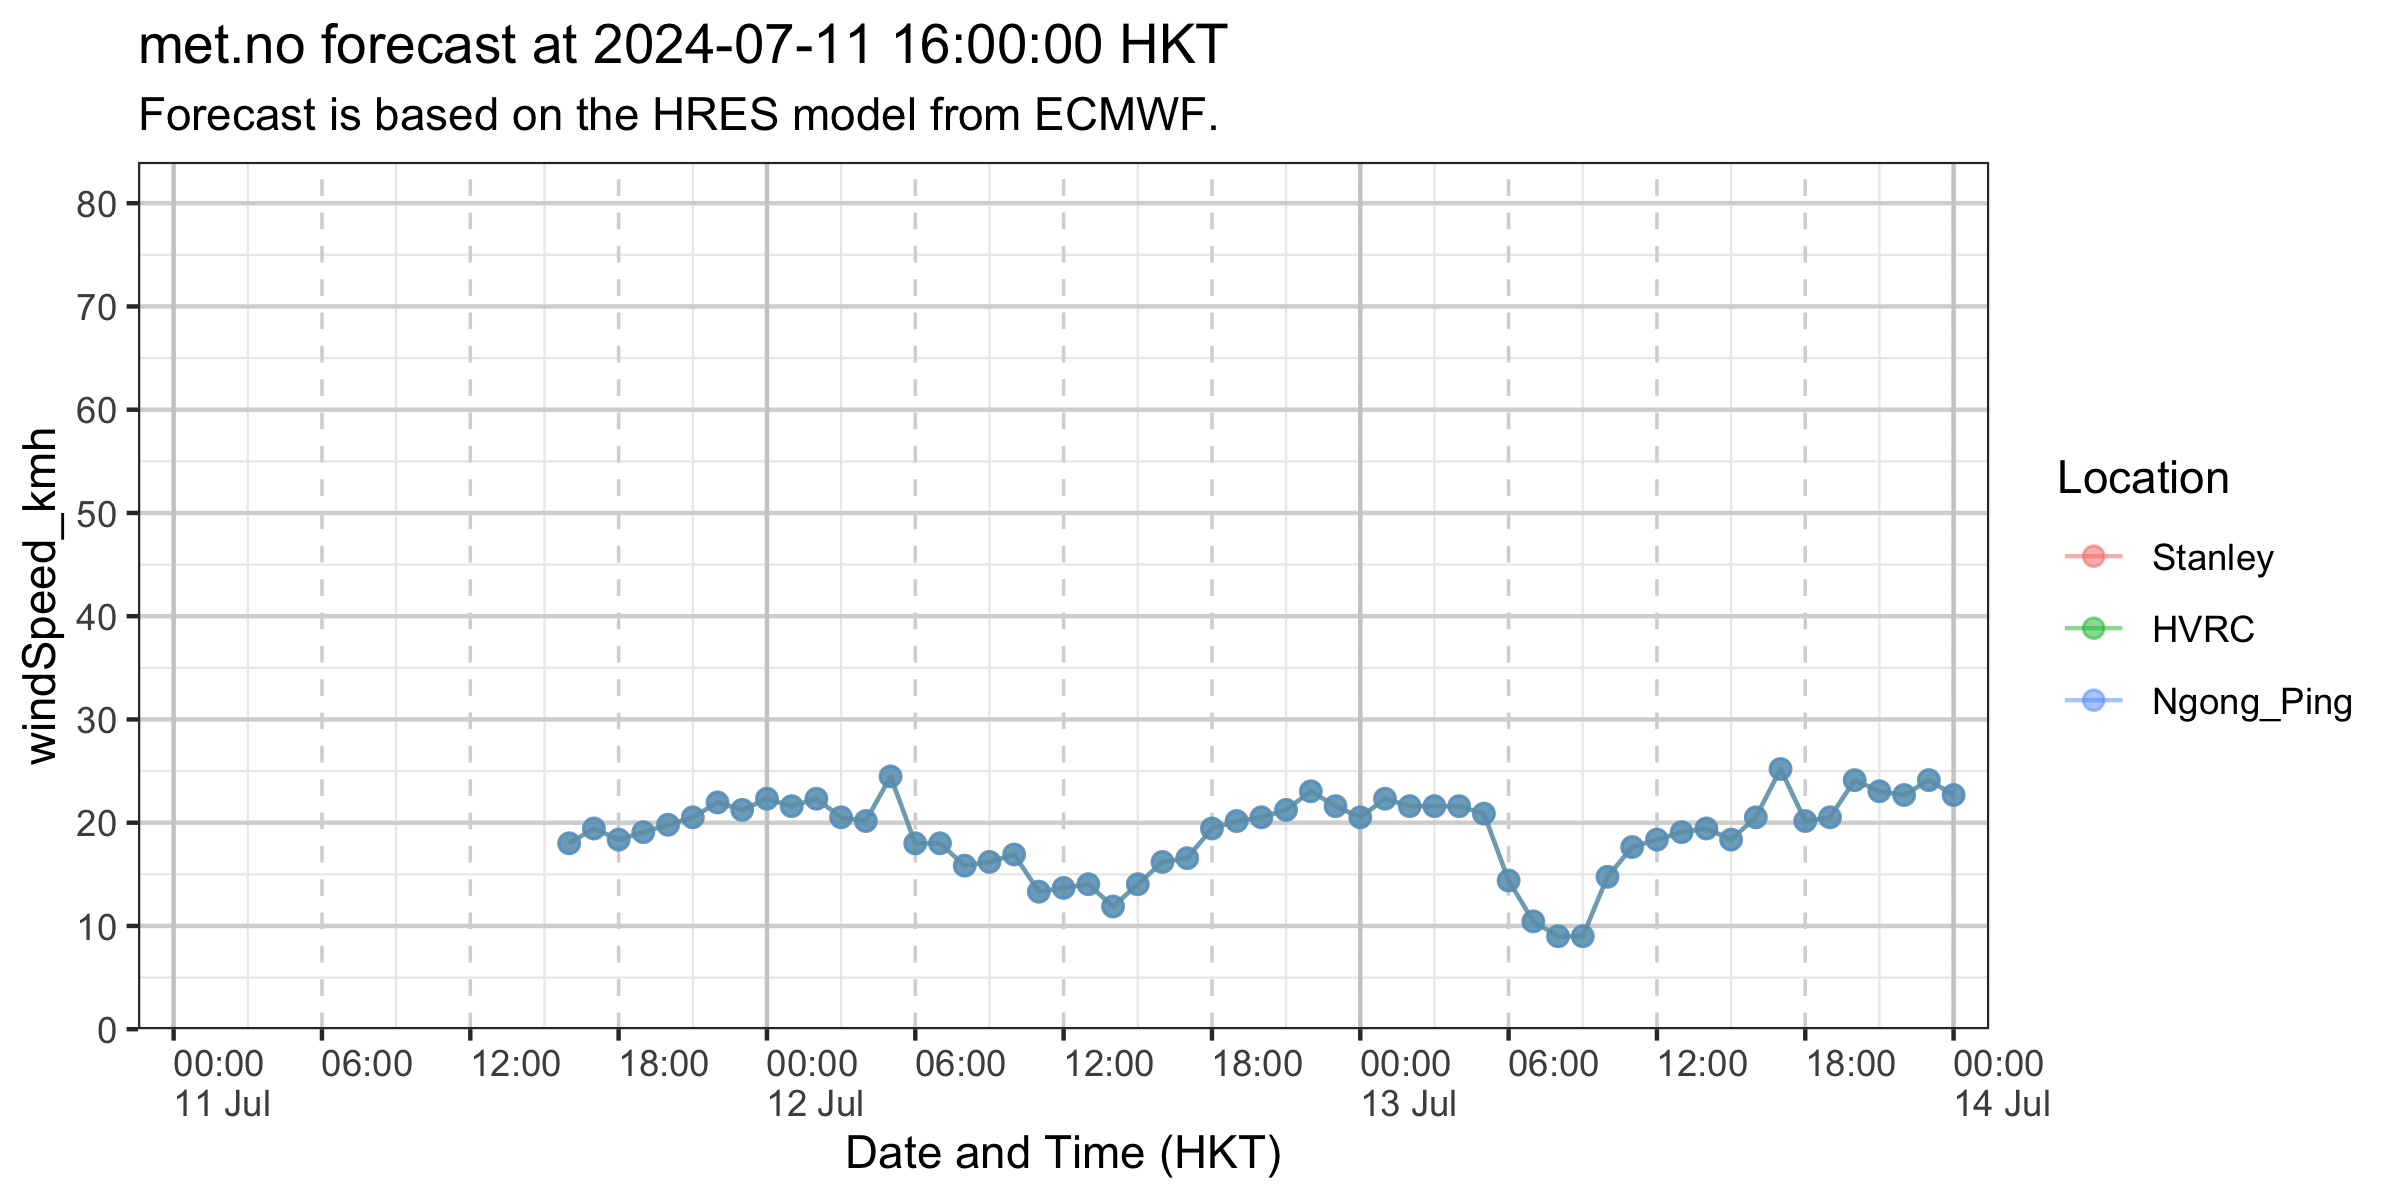 met.no forecast at 2024-07-11 16:00:00 HKT
Forecast is based on the HRES model from ECMWF.
windSpeed_kmh
80
70
60
50
40
30
20
10
0
00:00 06:00 12:00 18:00 00:00 06:00 12:00 18:00 00:00 06:00 12:00 18:00 00:00
11 Jul 12 Jul 13 Jul 14 Jul
Date and Time (HKT)
Location
Stanley
HVRC
Ngong_Ping